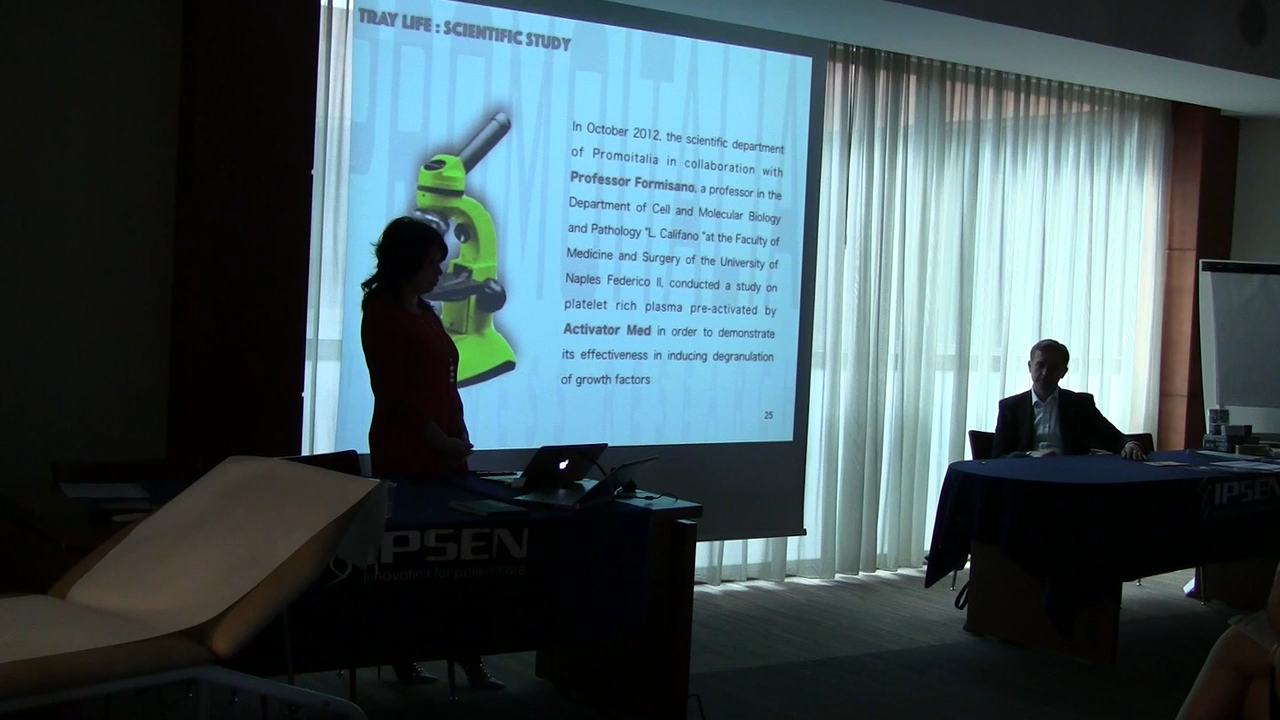 TRAY LIFE : SCIENTIFIC STUDY
In October 2012, the scientific department
of Promoitalia in collaboration with
Professor Formisano, a professor in the
Department of Cell and Molecular Biology
and Pathology "L. Califano "at the Faculty of
Medicine and Surgery of the University of
Naples Federico II, conducted a study on
platelet rich plasma pre-activated by
Activator Med in order to demonstrate
its effectiveness in inducing degranulation
of growth factors
25
IPSEN
Innovation for patient care
IPSEN